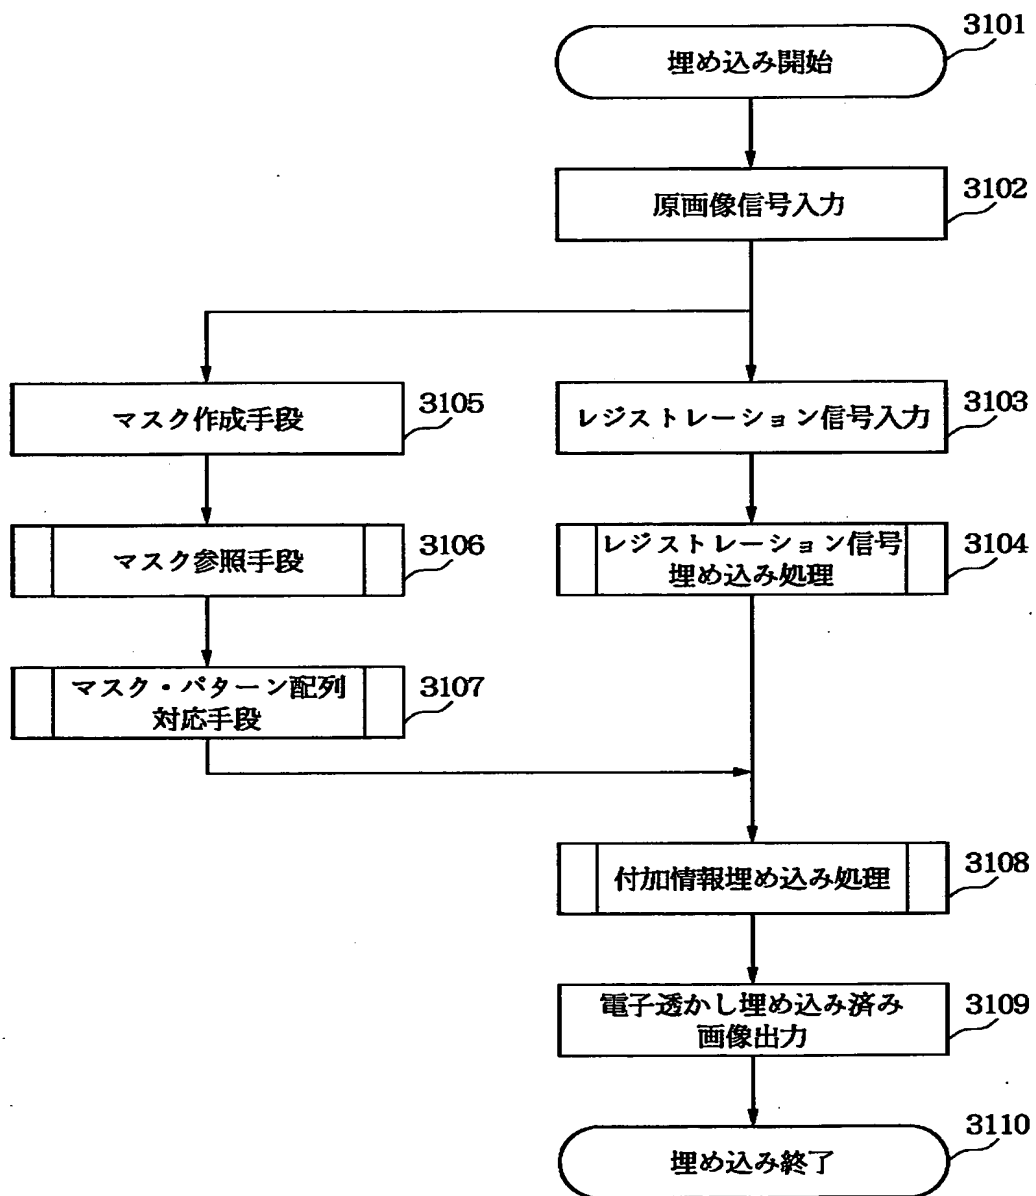 3101
埋め込み開始
3102
原画像信号入力
3105
マスク作成手段
3103
レジストレーション信号入力
3106
マスク参照手段
3104
レジストレーション信号
埋め込み処理
3107
マスク・パターン配列
対応手段
3108
付加情報埋め込み処理
3109
電子透かし埋め込み済み
画像出力
3110
埋め込み終了